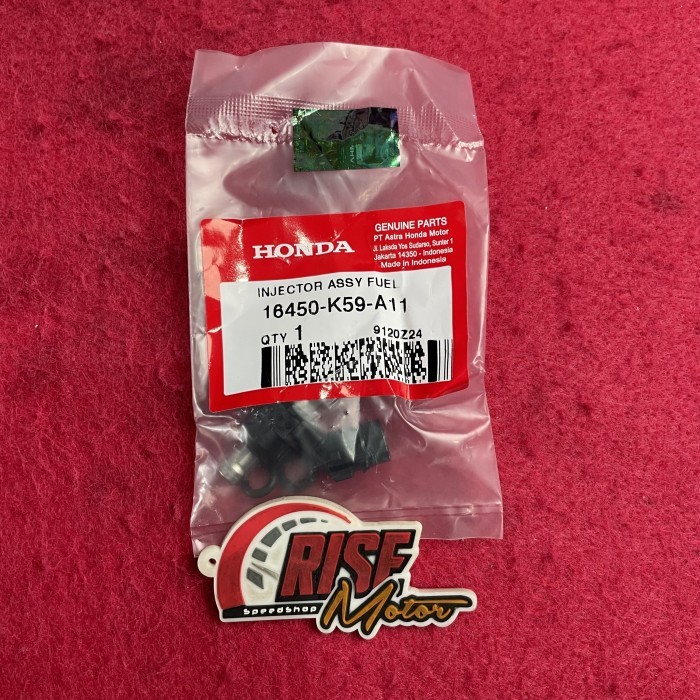 HONDA
GENUINE PARTS
PT Astra Honda Motor
Jl. Laksda Yos Sudarso, Sunter 1
Jakarta 14350 - Indonesia
Made in Indonesia
INJECTOR ASSY FUEL
16450-K59-A11
QTY 1
9120Z24
RISE
Speedshop
Motor